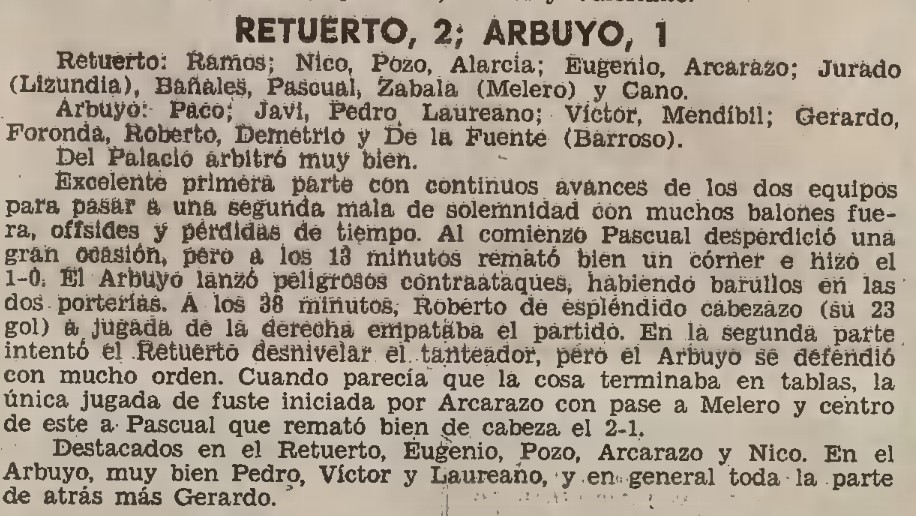 RETUERTO, 2; ARBUYO, 1
Retuerto: Ramos; Nico, Pozo, Alarcia; Eugenio, Arcarazo; Jurado
(Lizundia), Bañales, Pascual, Zabala (Melero) y Cano.
Arbuyo: Paco; Javi, Pedro, Laureano; Víctor, Mendíbil; Gerardo,
Foronda, Roberto, Demetrio y De la Fuente (Barroso).
Del Palacio arbitró muy bien.
Excelente primera parte con continuos avances de los dos equipos
para pasar a una segunda mala de solemnidad con muchos balones fue-
ra, offsides y pérdidas de tiempo. Al comienzo Pascual desperdició una
gran ocasión, pero a los 13 minutos remató bien un córner e hizo el
1-0. El Arbuyo lanzó peligrosos contraataques, habiendo barullos en las
dos porterías. A los 38 minutos, Roberto de espléndido cabezazo (su 23
gol) a jugada de la derecha empataba el partido. En la segunda parte
intentó el Retuerto desnivelar el tanteador, pero el Arbuyo se defendió
con mucho orden. Cuando parecía que la cosa terminaba en tablas, la
única jugada de fuste iniciada por Arcarazo con pase a Melero y centro
de este a Pascual que remató bien de cabeza el 2-1.
Destacados en el Retuerto, Eugenio, Pozo, Arcarazo y Nico. En el
Arbuyo, muy bien Pedro, Víctor y Laureano, y en general toda la parte
de atrás más Gerardo.